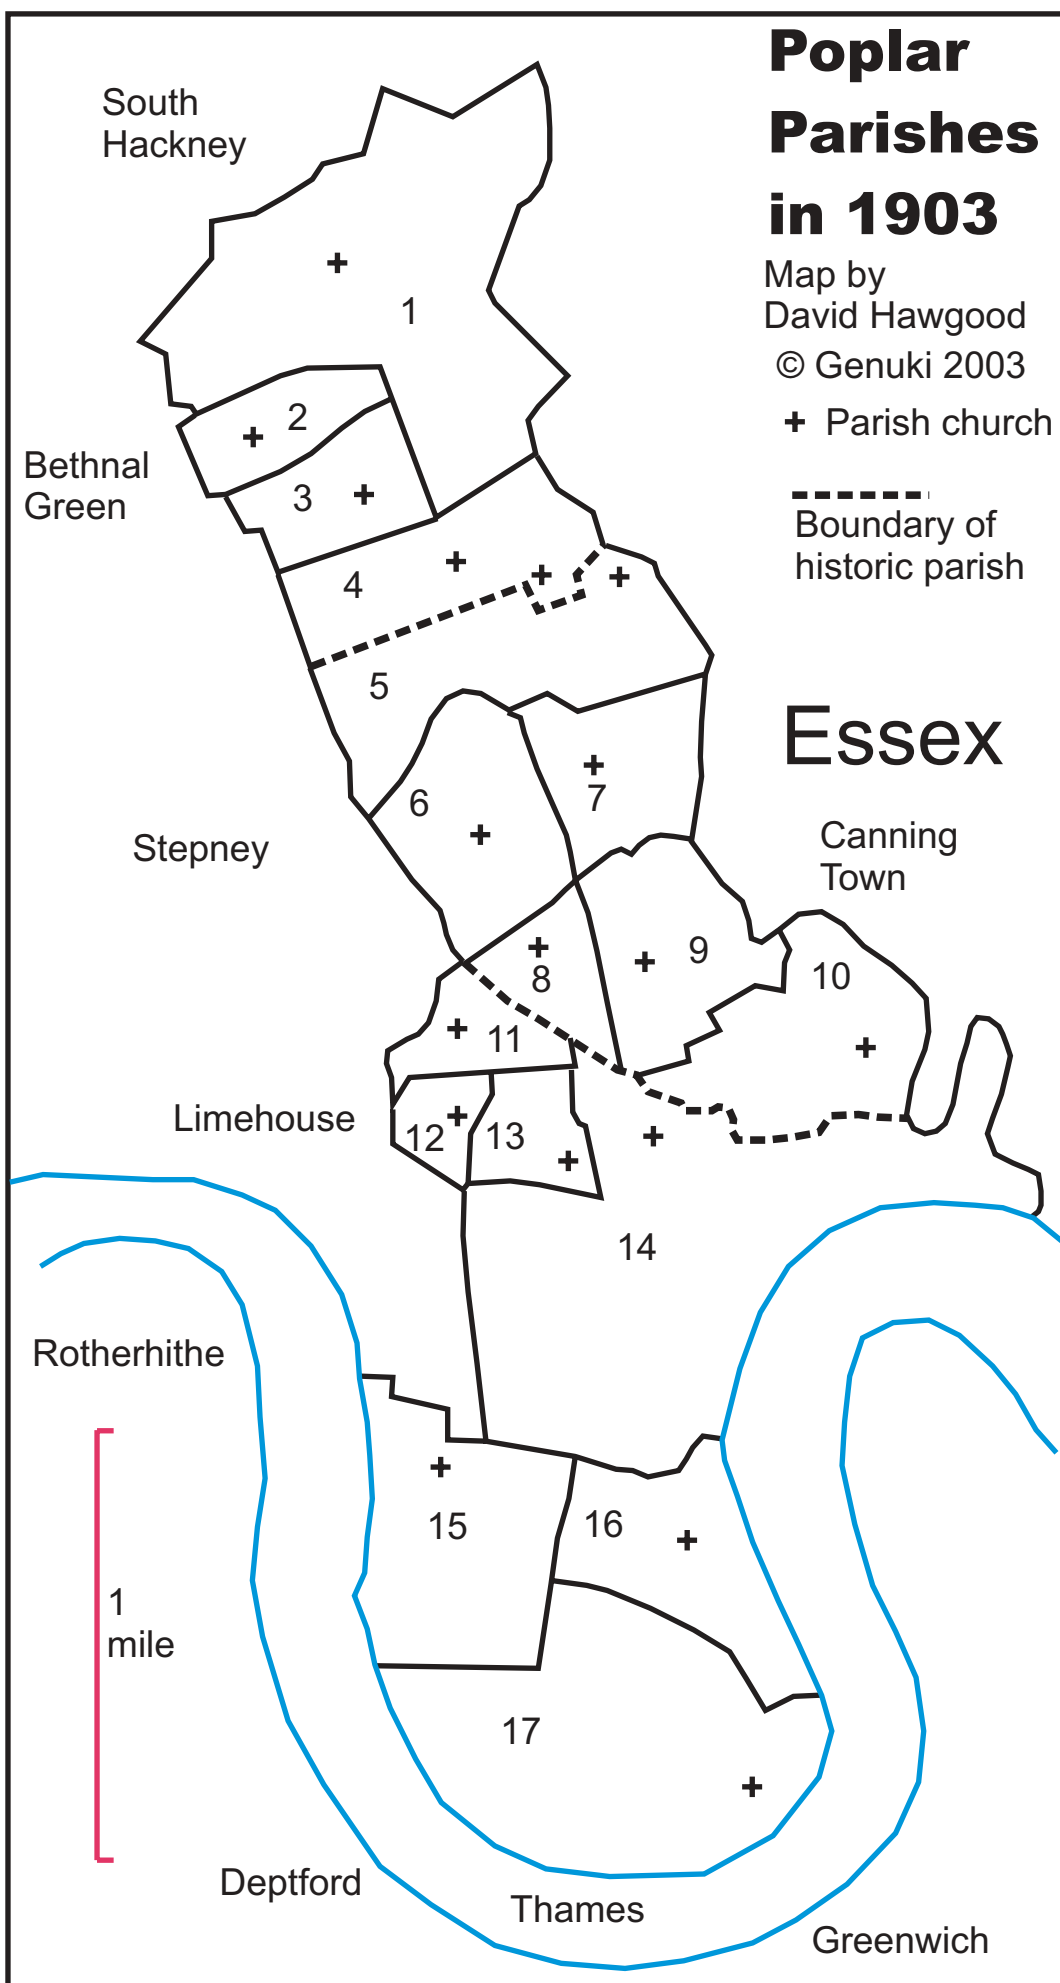 Poplar
Parishes
in 1903
Map by
David Hawgood
© Genuki 2003
Parish church
Boundary of
historic parish
South
Hackney
1
2
Bethnal
Green
3
4
5
Essex
6
7
Stepney
Canning
Town
8
9
10
11
Limehouse
12
13
14
Rotherhithe
15
16
1
mile
17
Deptford
Thames
Greenwich